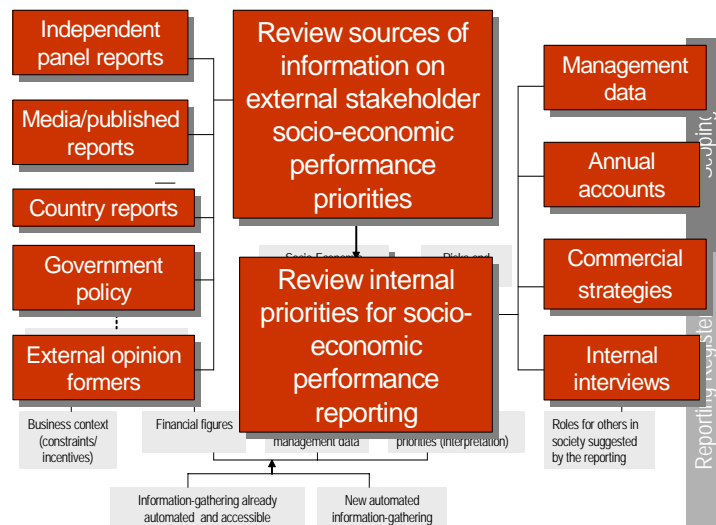 Independent
panel reports
Media/published
reports
Country reports
Government
policy
External opinion
formers
Review sources of
information on
external stakeholder
socio-economic
performance
priorities
Review internal
priorities for socio-
economic
performance
reporting
Management
data
Annual
accounts
Commercial
strategies
Internal
interviews
Scoping
Reporting Register
Business context
(constraints/
incentives)
Financial figures
management data
priorities (interpretation)
Roles for others in
society suggested
by the reporting
Information-gathering already
automated and accessible
New automated
information-gathering